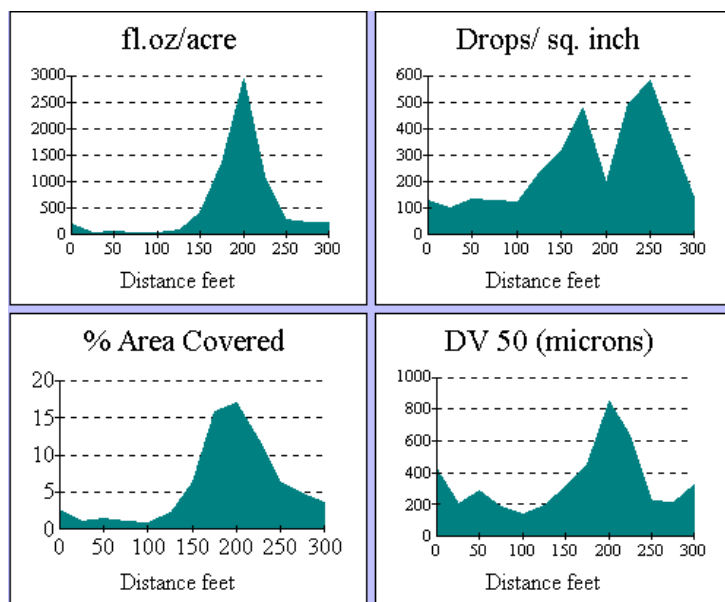 fl.oz/acre
3000
2500
2000
1500
1000
500
0
0 50 100 150 200 250 300
Distance feet
Drops/ sq. inch
600
500
400
300
200
100
0
0 50 100 150 200 250 300
Distance feet
% Area Covered
20
15
10
5
0
0 50 100 150 200 250 300
Distance feet
DV 50 (microns)
1000
800
600
400
200
0
0 50 100 150 200 250 300
Distance feet